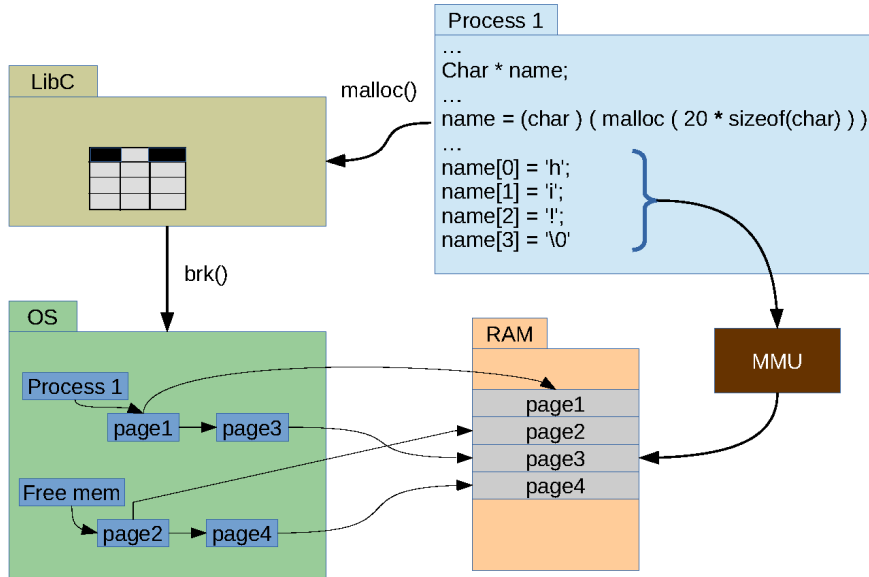 Process 1
…
Char * name;
…
name = (char ) ( malloc ( 20 * sizeof(char) ) )
…
name[0] = 'h';
name[1] = 'i';
name[2] = '!';
name[3] = '\0'
malloc()
LibC
brk()
OS
Process 1
page1
page3
Free mem
page2
page4
RAM
page1
page2
page3
page4
MMU